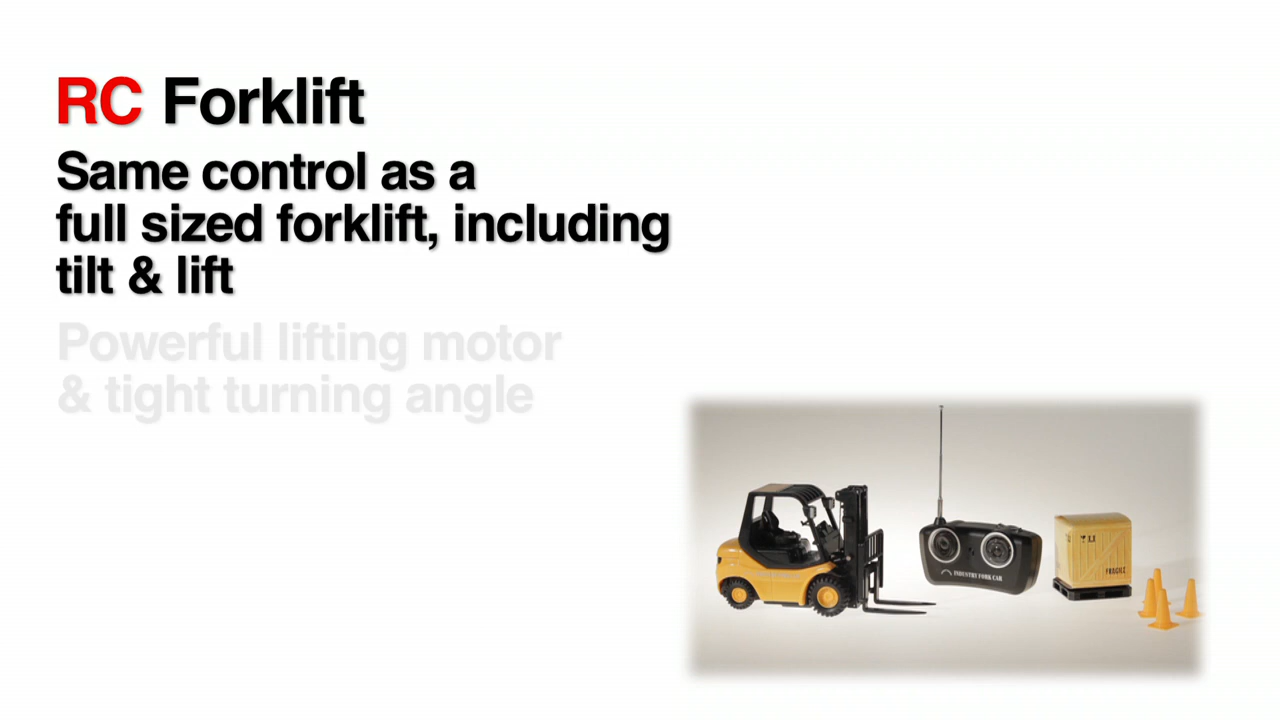 RC Forklift
Same control as a
full sized forklift, including
tilt & lift
Powerful lifting motor
& tight turning angle
INDUSTRY FORK CAR
FRAGILE